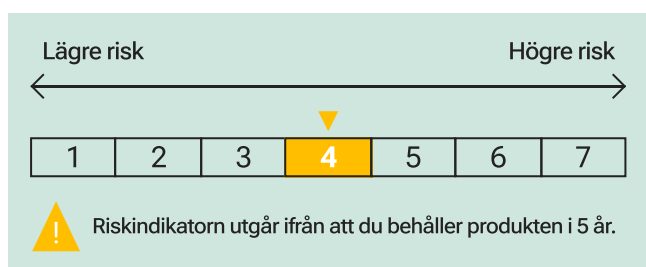 Lägre risk Högre risk
1 2 3 4 5 6 7
! Riskindikatorn utgår ifrån att du behåller produkten i 5 år.